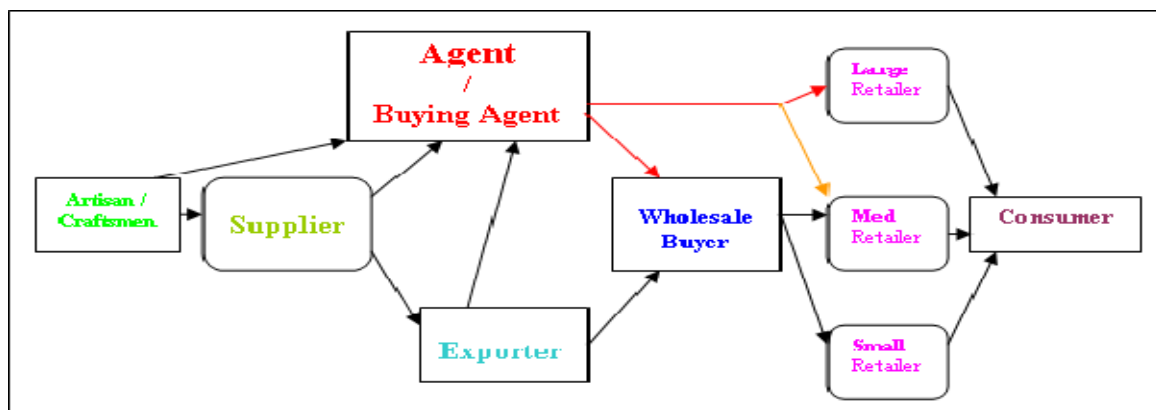 Agent
/
Buying Agent
Large
Retailer
Artisan /
Craftsmen
Supplier
Wholesale
Buyer
Med
Retailer
Consumer
Exporter
Small
Retailer